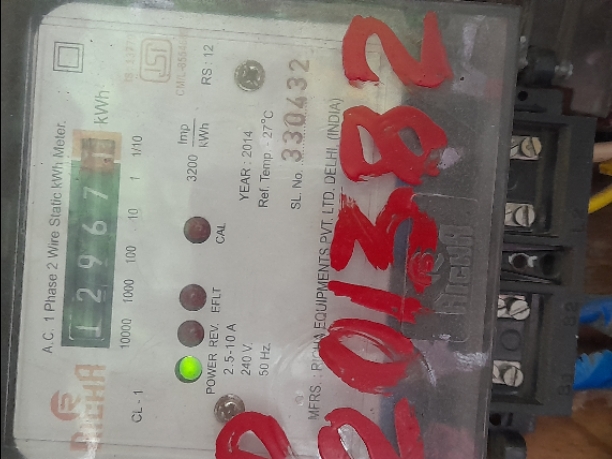 A.C. 1 Phase 2 Wire Static kWh Meter.
1 2 9 6 7 kWh
10000 1000 100 10 1 1/10
RICHA
CL - 1
3200 Imp
kWh
RS : 12
CAL
EFLT
REV.
POWER
2.5-10 A
240 V.
50 Hz.
YEAR : 2014
Ref. Temp - 27°C
SL. No. 330432
MFRS. : RICHA EQUIPMENTS PVT. LTD. DELHI. (INDIA)
RICHA